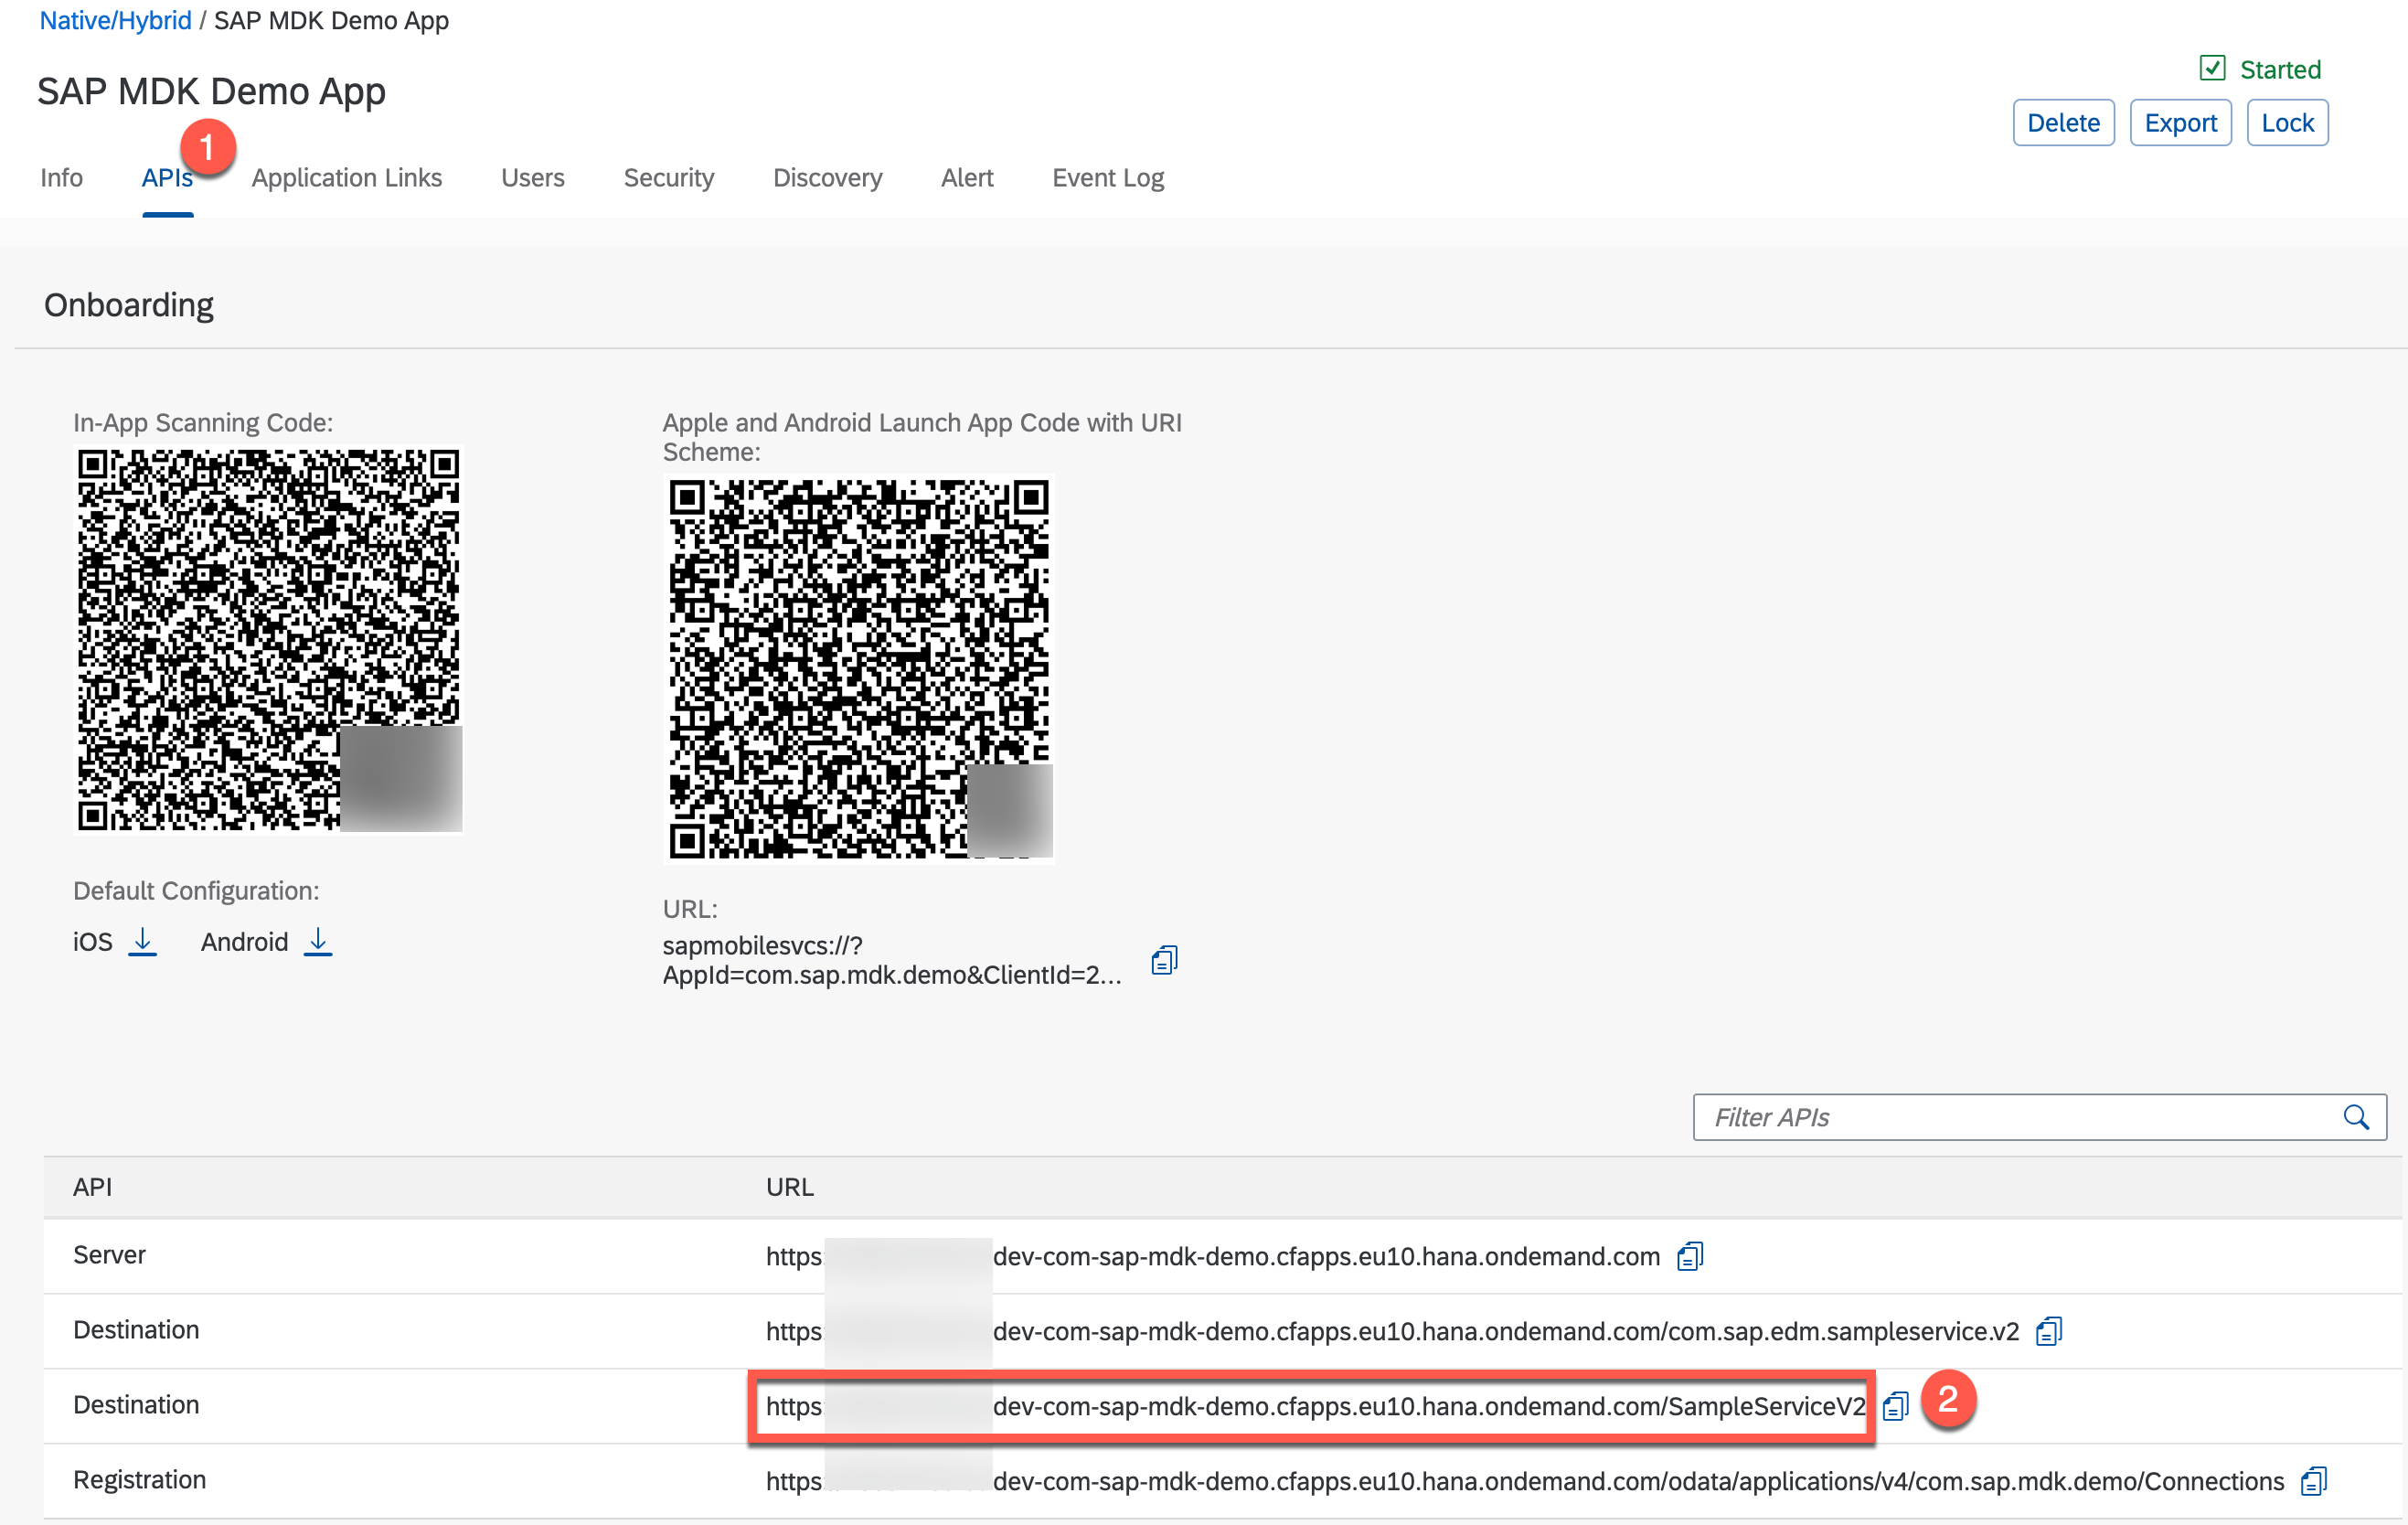 Native/Hybrid / SAP MDK Demo App
SAP MDK Demo App
Started
Delete Export Lock
1
Info APIs Application Links Users Security Discovery Alert Event Log
Onboarding
In-App Scanning Code:
Apple and Android Launch App Code with URI
Scheme:
Default Configuration:
iOS Android
URL:
sapmobilesvcs://?
AppId=com.sap.mdk.demo&ClientId=2...
Filter APIs
API URL
Server https: dev-com-sap-mdk-demo.cfapps.eu10.hana.ondemand.com
Destination https: dev-com-sap-mdk-demo.cfapps.eu10.hana.ondemand.com/com.sap.edm.sampleservice.v2
Destination https: dev-com-sap-mdk-demo.cfapps.eu10.hana.ondemand.com/SampleServiceV2 2
Registration https: dev-com-sap-mdk-demo.cfapps.eu10.hana.ondemand.com/odata/applications/v4/com.sap.mdk.demo/Connections